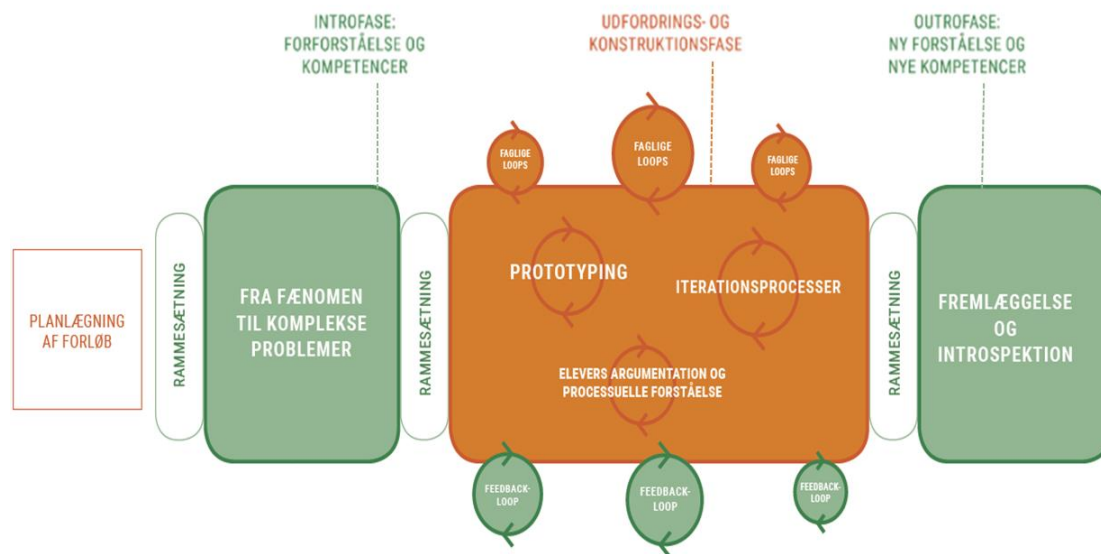 INTROFASE:
FORFORSTÅELSE OG
KOMPETENCER
UDFORDRINGS- OG
KONSTRUKTIONSFASE
OUTROFASE:
NY FORSTÅELSE OG
NYE KOMPETENCER
FAGLIGE
LOOPS
FAGLIGE
LOOPS
FAGLIGE
LOOPS
PLANLÆGNING
AF FORLØB
RAMMESÆTNING
FRA FÆNOMEN
TIL KOMPLEKSE
PROBLEMER
RAMMESÆTNING
PROTOTYPING
ITERATIONSPROCESSER
ELEVERS ARGUMENTATION OG
PROCESSUELLE FORSTÅELSE
RAMMESÆTNING
FREMLÆGGELSE
OG
INTROSPEKTION
FEEDBACK-
LOOP
FEEDBACK-
LOOP
FEEDBACK-
LOOP